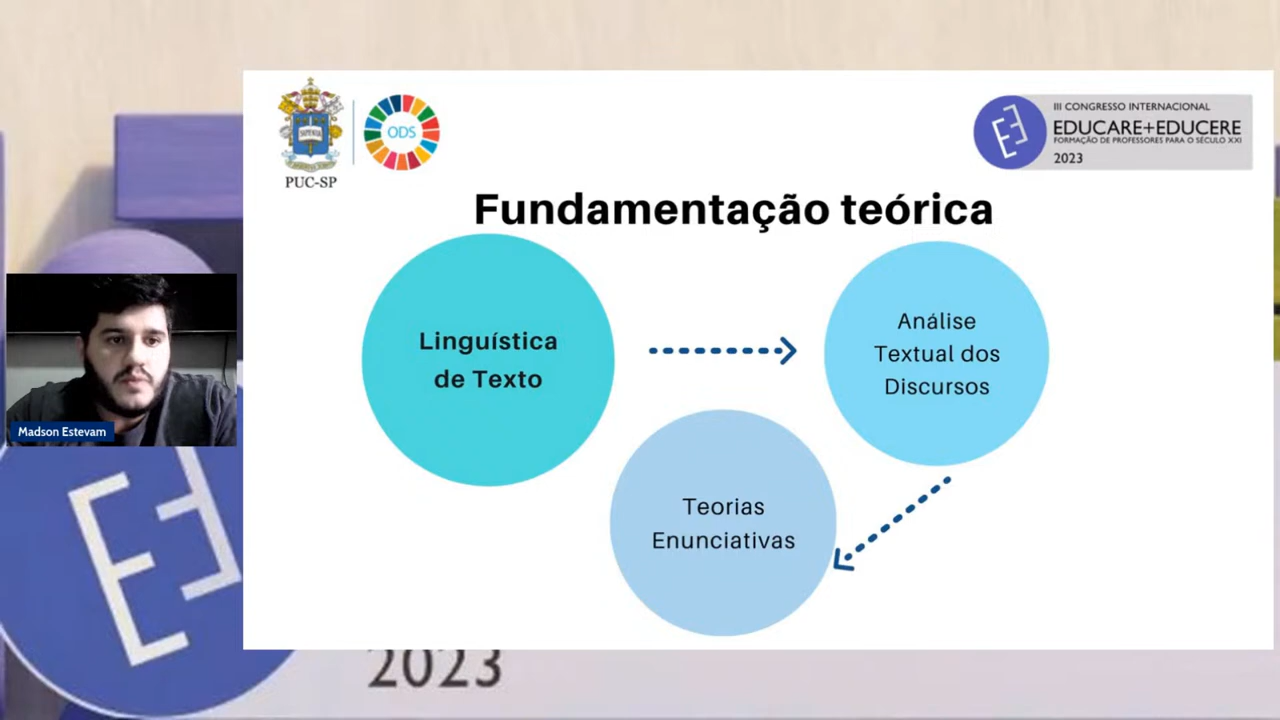 PUC-SP
ODS
III CONGRESSO INTERNACIONAL
EDUCARE+EDUCERE
FORMAÇÃO DE PROFESSORES PARA O SÉCULO XXI
2023
Fundamentação teórica
Linguística
de Texto
Análise
Textual dos
Discursos
Teorias
Enunciativas
Madson Estevam
2023